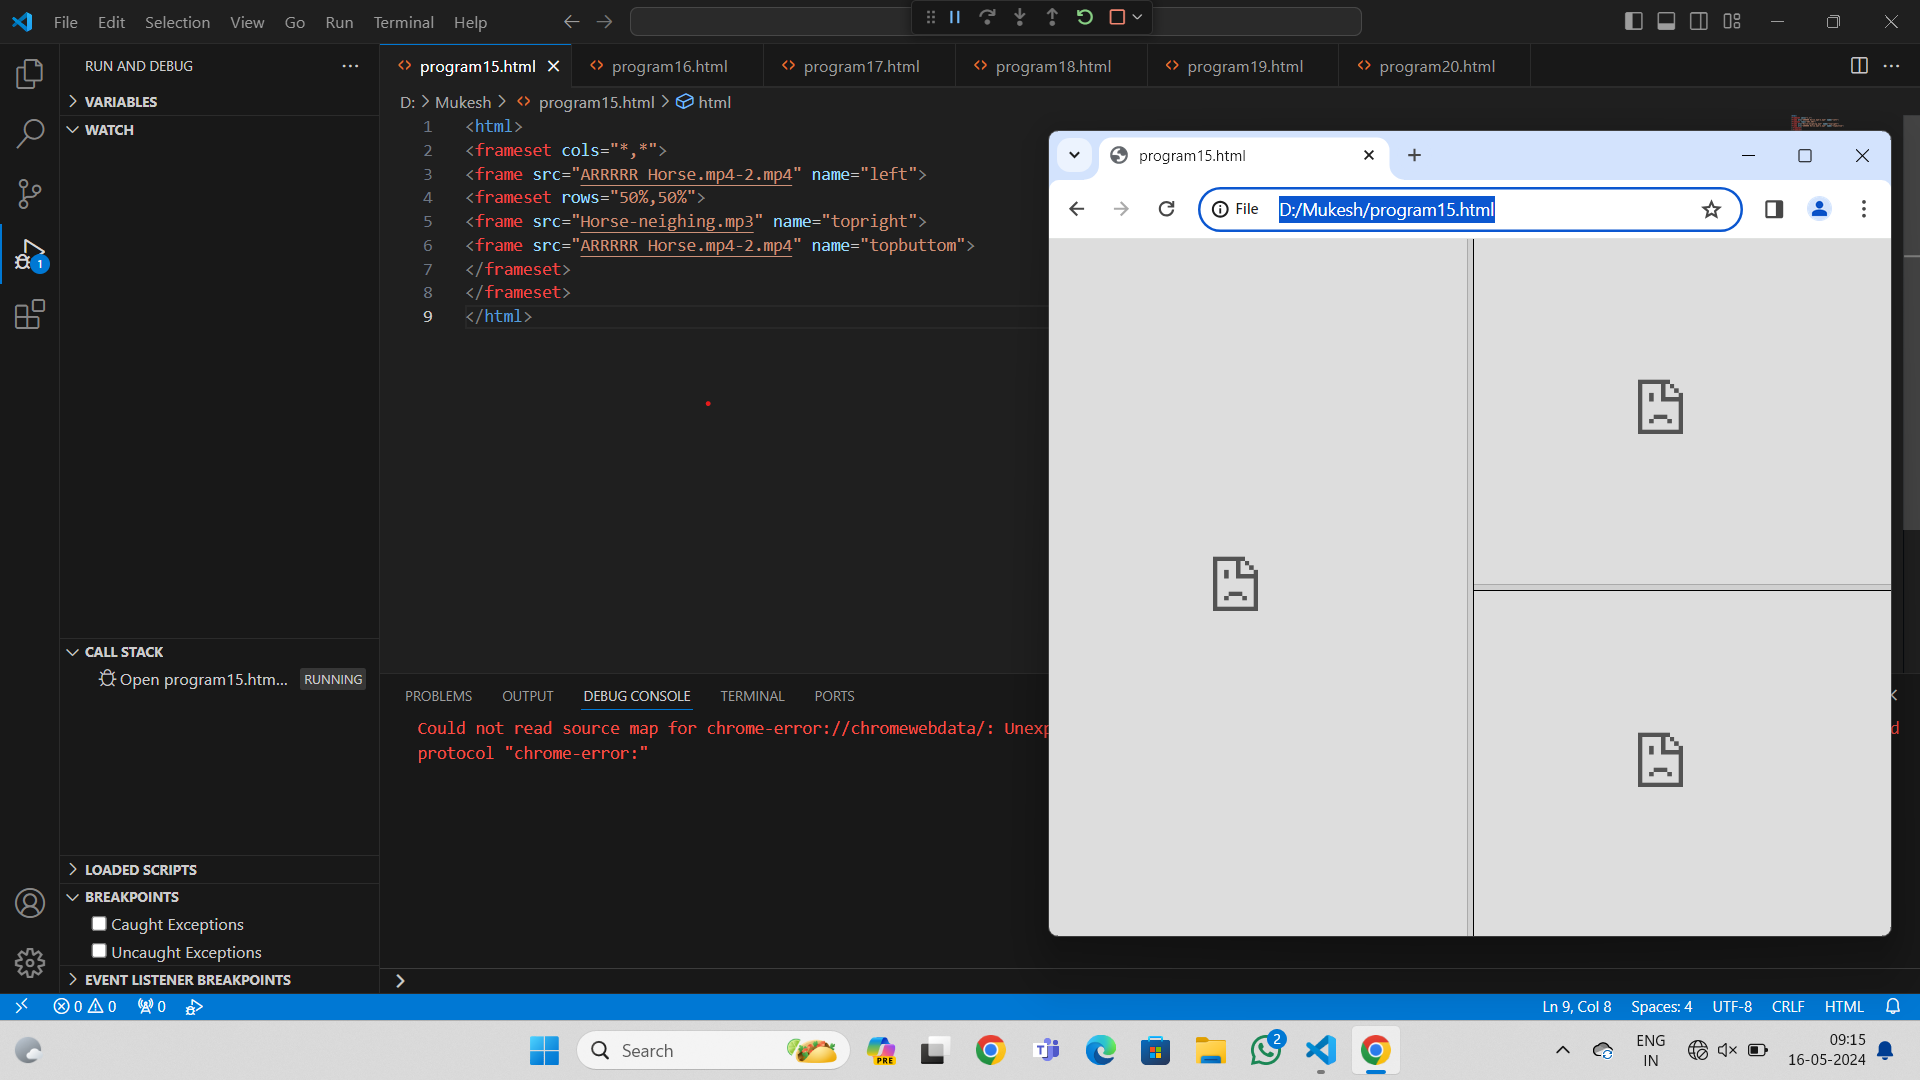 File Edit Selection View Go Run Terminal Help
RUN AND DEBUG
VARIABLES
WATCH
CALL STACK
Open program15.htm... RUNNING
LOADED SCRIPTS
BREAKPOINTS
Caught Exceptions
Uncaught Exceptions
EVENT LISTENER BREAKPOINTS
program15.html program16.html program17.html program18.html program19.html program20.html
D: > Mukesh > program15.html > html
1 <html>
2 <frameset cols="*,*">
3 <frame src="ARRRRR Horse.mp4-2.mp4" name="left">
4 <frameset rows="50%,50%">
5 <frame src="Horse-neighing.mp3" name="topright">
6 <frame src="ARRRRR Horse.mp4-2.mp4" name="topbuttom">
7 </frameset>
8 </frameset>
9 </html>
program15.html
File D:/Mukesh/program15.html
PROBLEMS OUTPUT DEBUG CONSOLE TERMINAL PORTS
Could not read source map for chrome-error://chromewebdata/: Unexp
protocol "chrome-error:"
1
0 0 0
Ln 9, Col 8 Spaces: 4 UTF-8 CRLF HTML
Search
PRE
2
ENG
IN
09:15
16-05-2024